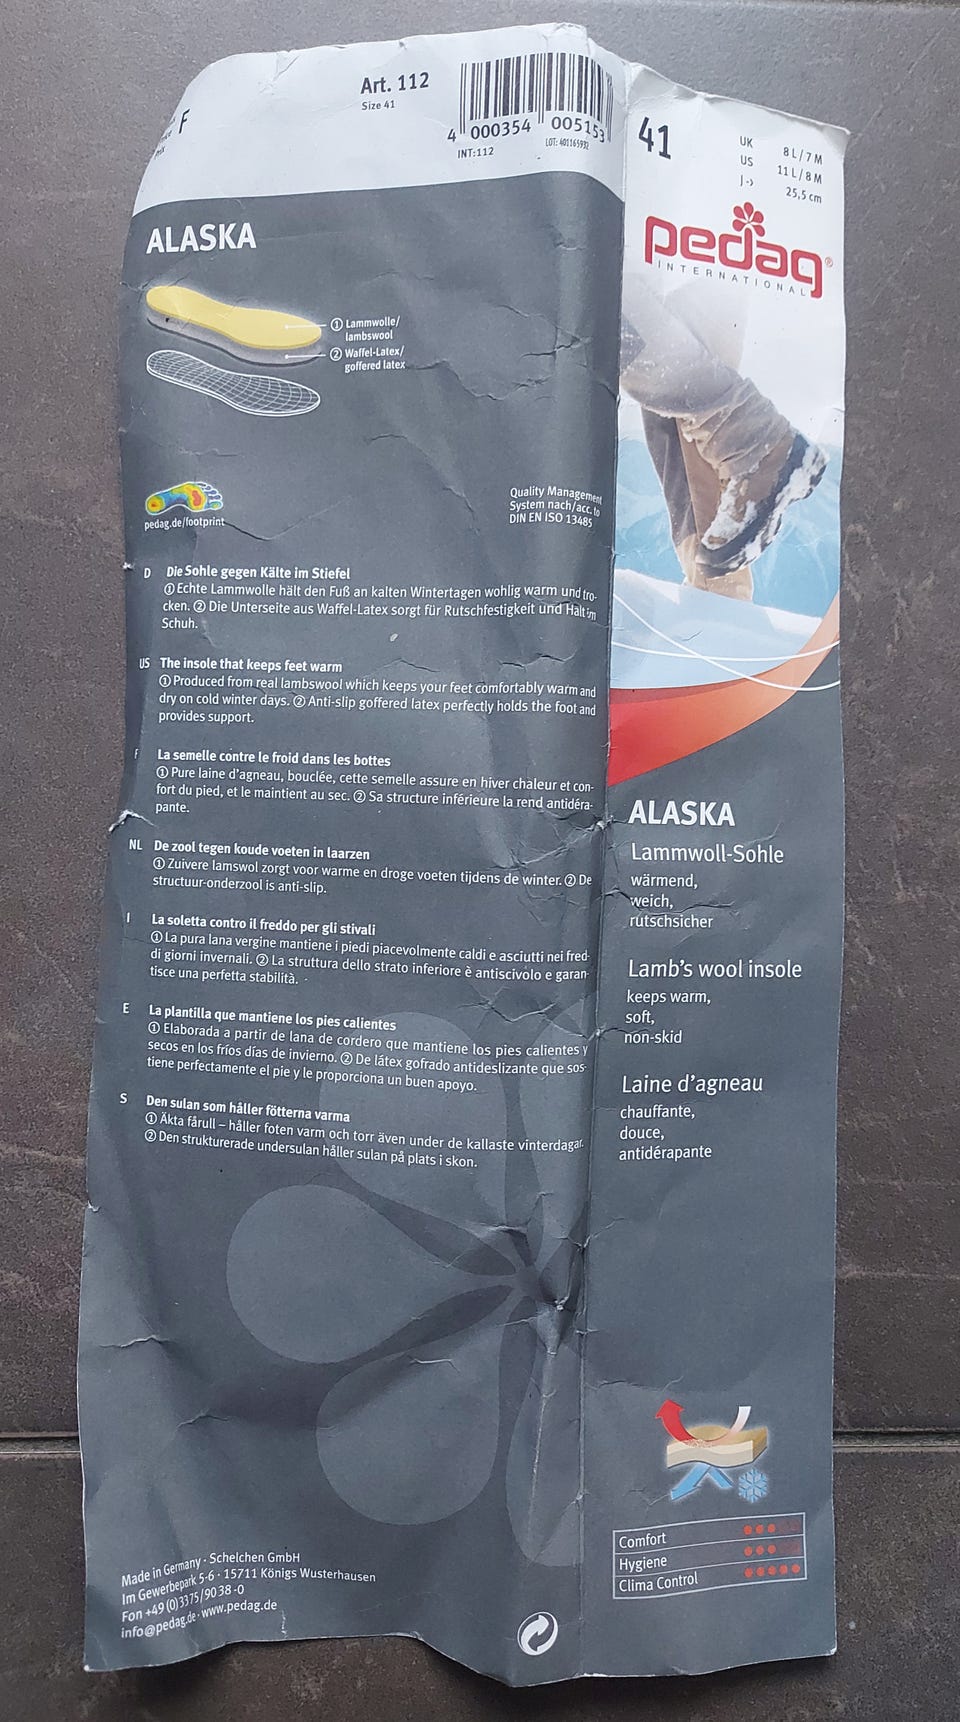 F
Art. 112
Size 41
4 000354 005153
INT:112
LOT: 401165932
ALASKA
① Lammwolle/
lambswool
② Waffel-Latex/
goffered latex
pedag.de/footprint
Quality Management
System nach/acc. to
DIN EN ISO 13485
D Die Sohle gegen Kälte im Stiefel
① Echte Lammwolle hält den Fuß an kalten Wintertagen wohlig warm und tro-
cken. ② Die Unterseite aus Waffel-Latex sorgt für Rutschfestigkeit und Halt im
Schuh.
US The insole that keeps feet warm
① Produced from real lambswool which keeps your feet comfortably warm and
dry on cold winter days. ② Anti-slip goffered latex perfectly holds the foot and
provides support.
F La semelle contre le froid dans les bottes
① Pure laine d'agneau, bouclée, cette semelle assure en hiver chaleur et con-
fort du pied, et le maintient au sec. ② Sa structure inférieure la rend antidéra-
pante.
NL De zool tegen koude voeten in laarzen
① Zuivere lamswol zorgt voor warme en droge voeten tijdens de winter. ② De
structuur-onderzool is anti-slip.
I La soletta contro il freddo per gli stivali
① La pura lana vergine mantiene i piedi piacevolmente caldi e asciutti nei fred-
di giorni invernali. ② La struttura dello strato inferiore è antiscivolo e garan-
tisce una perfetta stabilità.
E La plantilla que mantiene los pies calientes
① Elaborada a partir de lana de cordero que mantiene los pies calientes y
secos en los fríos días de invierno. ② De látex gofrado antideslizante que sos-
tiene perfectamente el pie y le proporciona un buen apoyo.
S Den sulan som håller fötterna varma
① Äkta fårull – håller foten varm och torr även under de kallaste vinterdagar.
② Den strukturerade undersulan håller sulan på plats i skon.
Made in Germany · Schelchen GmbH
Im Gewerbepark 5-6 · 15711 Königs Wusterhausen
Fon +49 (0)3375/90 38-0
info@pedag.de · www.pedag.de
41
UK 8 L / 7 M
US 11 L / 8 M
J -> 25,5 cm
pedag®
INTERNATIONAL
ALASKA
Lammwoll-Sohle
wärmend,
weich,
rutschsicher
Lamb's wool insole
keeps warm,
soft,
non-skid
Laine d'agneau
chauffante,
douce,
antidérapante
Comfort
Hygiene
Clima Control